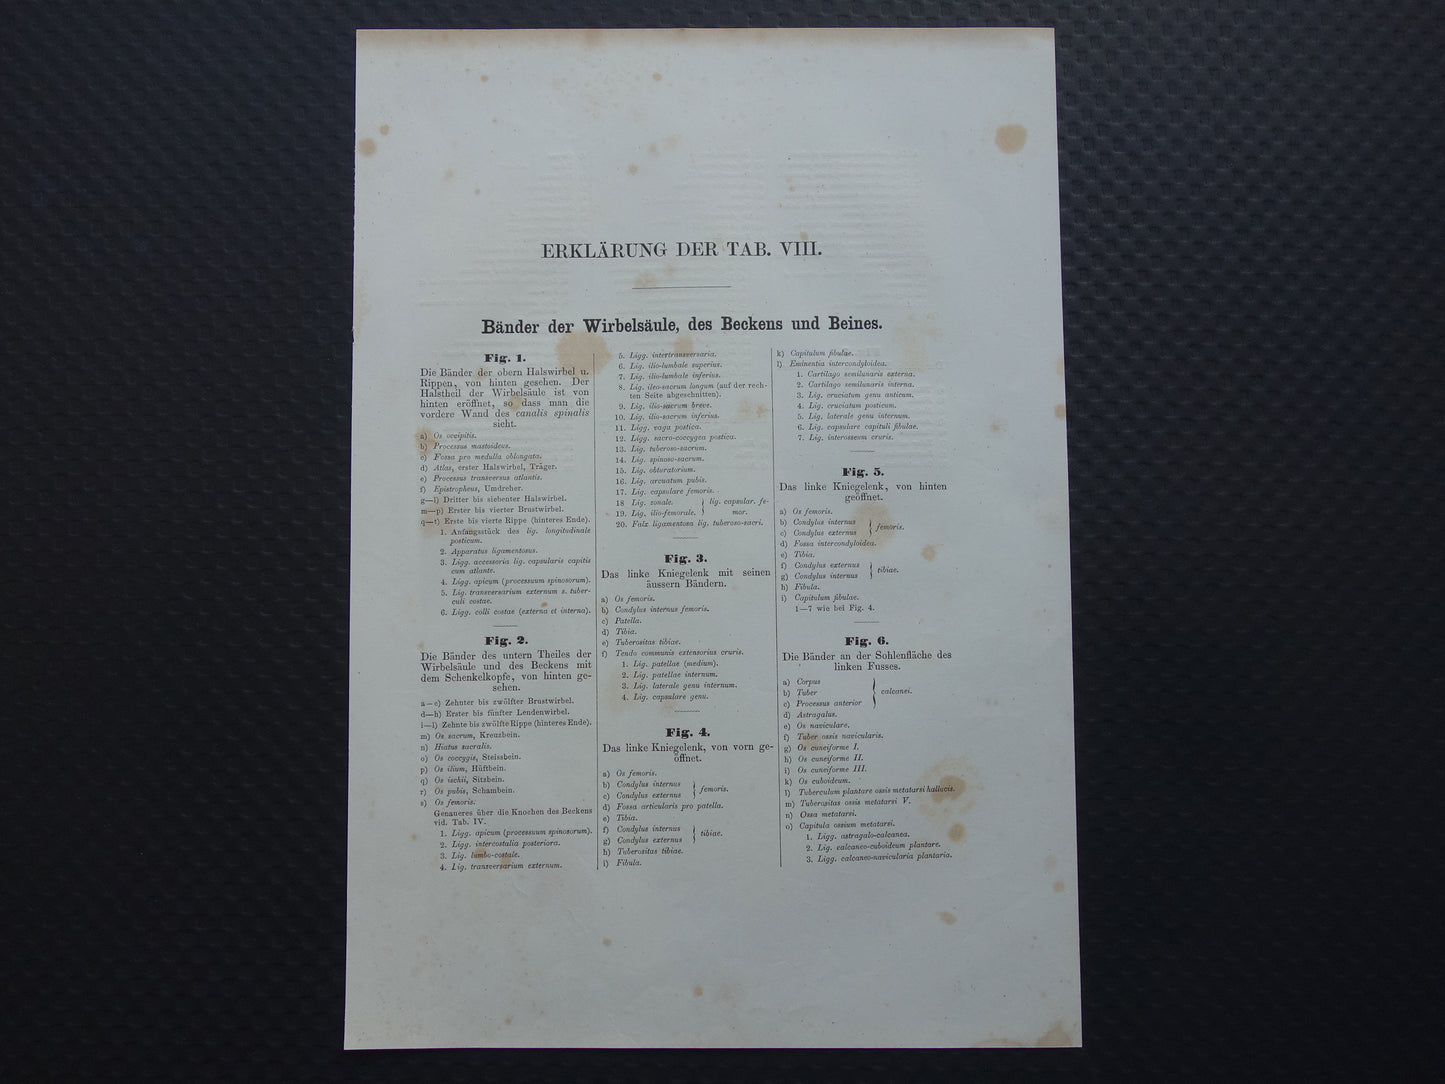 ERKLÄRUNG DER TAB. VIII.
Bänder der Wirbelsäule, des Beckens und Beines.
Fig. 1.
Die Bänder der obern Halswirbel u.
Rippen, von hinten gesehen. Der
Halstheil der Wirbelsäule ist von
hinten eröffnet, so dass man die
vordere Wand des canalis spinalis
sieht.
a) Os occipitis.
b) Processus mastoideus.
c) Fossa pro medulla oblongata.
d) Atlas, erster Halswirbel, Träger.
e) Processus transversus atlantis.
f) Epistropheus, Umdreher.
g—l) Dritter bis siebenter Halswirbel.
m—p) Erster bis vierter Brustwirbel.
q—t) Erste bis vierte Rippe (hinteres Ende).
1. Anfangsstück des lig. longitudinale
posticum.
2. Apparatus ligamentosus.
3. Ligg. accessoria lig. capsularis capitis
cum atlante.
4. Ligg. apicum (processuum spinosorum).
5. Lig. transversarium externum s. tuber-
culi costae.
6. Ligg. colli costae (externa et interna).
Fig. 2.
Die Bänder des untern Theiles der
Wirbelsäule und des Beckens mit
dem Schenkelkopfe, von hinten ge-
sehen.
a—c) Zehnter bis zwölfter Brustwirbel.
d—h) Erster bis fünfter Lendenwirbel.
i—l) Zehnte bis zwölfte Rippe (hinteres Ende).
m) Os sacrum, Kreuzbein.
n) Hiatus sacralis.
o) Os coccygis, Steissbein.
p) Os ilium, Hüftbein.
q) Os ischii, Sitzbein.
r) Os pubis, Schambein.
s) Os femoris.
Genaueres über die Knochen des Beckens
vid. Tab. IV.
1. Ligg. apicum (processuum spinosorum).
2. Ligg. intercostalia posteriora.
3. Lig. lumbo-costale.
4. Lig. transversarium externum.
5. Ligg. intertransversaria.
6. Lig. ilio-lumbale superius.
7. Lig. ilio-lumbale inferius.
8. Lig. ileo-sacrum longum (auf der rech-
ten Seite abgeschnitten).
9. Lig. ilio-sacrum breve.
10. Lig. ilio-sacrum inferius.
11. Ligg. vaga postica.
12. Ligg. sacro-coccygea postica.
13. Lig. tuberoso-sacrum.
14. Lig. spinoso-sacrum.
15. Lig. obturatorium.
16. Lig. arcuatum pubis.
17. Lig. capsulare femoris.
18 Lig. zonale. } lig. capsular. fe-
19. Lig. ilio-femorale. } mor.
20. Falx ligamentosa lig. tuberoso-sacri.
Fig. 3.
Das linke Kniegelenk mit seinen
äussern Bändern.
a) Os femoris.
b) Condylus internus femoris.
c) Patella.
d) Tibia.
e) Tuberositas tibiae.
f) Tendo communis extensorius cruris.
1. Lig. patellae (medium).
2. Lig. patellae internum.
3. Lig. laterale genu internum.
4. Lig. capsulare genu.
Fig. 4.
Das linke Kniegelenk, von vorn ge-
öffnet.
a) Os femoris.
b) Condylus internus } femoris.
c) Condylus externus
d) Fossa articularis pro patella.
e) Tibia.
f) Condylus internus } tibiae.
g) Condylus externus
h) Tuberositas tibiae.
i) Fibula.
k) Capitulum fibulae.
l) Eminentia intercondyloidea.
1. Cartilago semilunaris externa.
2. Cartilago semilunaris interna.
3. Lig. cruciatum genu anticum.
4. Lig. cruciatum posticum.
5. Lig. laterale genu internum.
6. Lig. capsulare capituli fibulae.
7. Lig. interosseum cruris.
Fig. 5.
Das linke Kniegelenk, von hinten
geöffnet.
a) Os femoris.
b) Condylus internus } femoris.
c) Condylus externus
d) Fossa intercondyloidea.
e) Tibia.
f) Condylus externus } tibiae.
g) Condylus internus
h) Fibula.
i) Capitulum fibulae.
1—7 wie bei Fig. 4.
Fig. 6.
Die Bänder an der Sohlenfläche des
linken Fusses.
a) Corpus
b) Tuber } calcanei.
c) Processus anterior
d) Astragalus.
e) Os naviculare.
f) Tuber ossis navicularis.
g) Os cuneiforme I.
h) Os cuneiforme II.
i) Os cuneiforme III.
k) Os cuboideum.
l) Tuberculum plantare ossis metatarsi hallucis.
m) Tuberositas ossis metatarsi V.
n) Ossa metatarsi.
o) Capitula ossium metatarsi.
1. Ligg. astragalo-calcanea.
2. Lig. calcaneo-cuboideum plantare.
3. Ligg. calcaneo-navicularia plantaria.